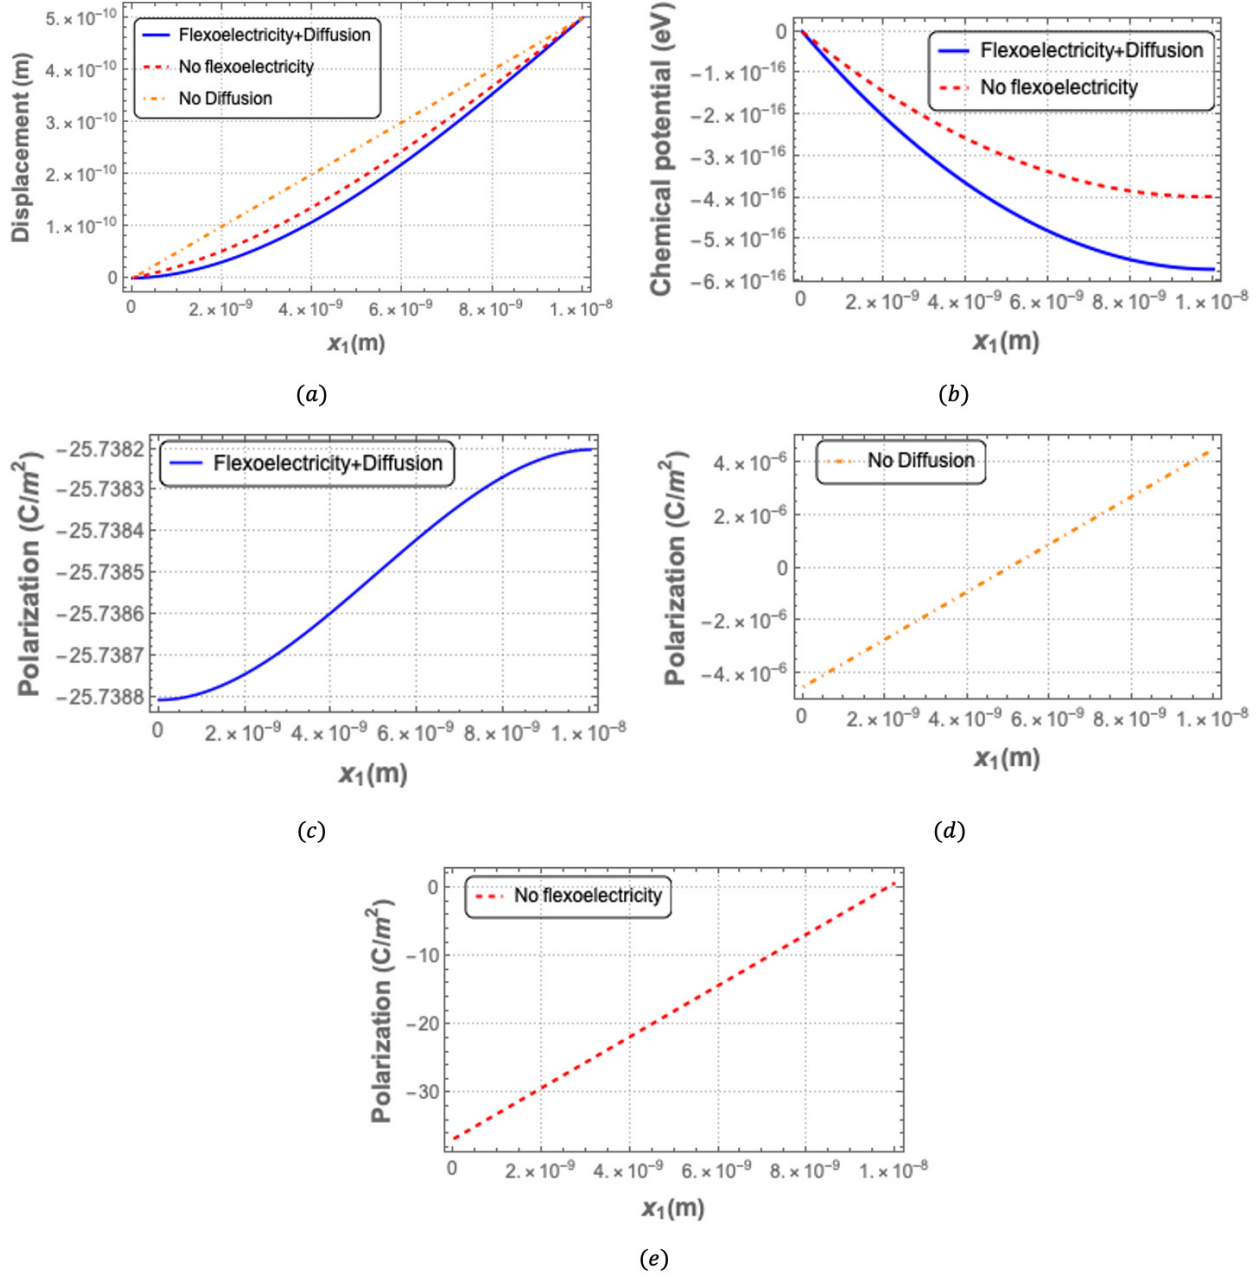 5. × 10⁻¹⁰
4. × 10⁻¹⁰
3. × 10⁻¹⁰
2. × 10⁻¹⁰
1. × 10⁻¹⁰
0
Displacement (m)
Flexoelectricity+Diffusion
No flexoelectricity
No Diffusion
0 2. × 10⁻⁹ 4. × 10⁻⁹ 6. × 10⁻⁹ 8. × 10⁻⁹ 1. × 10⁻⁸
x₁(m)
(a)
0
−1. × 10⁻¹⁶
−2. × 10⁻¹⁶
−3. × 10⁻¹⁶
−4. × 10⁻¹⁶
−5. × 10⁻¹⁶
−6. × 10⁻¹⁶
Chemical potential (eV)
Flexoelectricity+Diffusion
No flexoelectricity
0 2. × 10⁻⁹ 4. × 10⁻⁹ 6. × 10⁻⁹ 8. × 10⁻⁹ 1. × 10⁻⁸
x₁(m)
(b)
−25.7382
−25.7383
−25.7384
−25.7385
−25.7386
−25.7387
−25.7388
Polarization (C/m²)
Flexoelectricity+Diffusion
0 2. × 10⁻⁹ 4. × 10⁻⁹ 6. × 10⁻⁹ 8. × 10⁻⁹ 1. × 10⁻⁸
x₁(m)
(c)
4. × 10⁻⁶
2. × 10⁻⁶
0
−2. × 10⁻⁶
−4. × 10⁻⁶
Polarization (C/m²)
No Diffusion
0 2. × 10⁻⁹ 4. × 10⁻⁹ 6. × 10⁻⁹ 8. × 10⁻⁹ 1. × 10⁻⁸
x₁(m)
(d)
0
−10
−20
−30
Polarization (C/m²)
No flexoelectricity
0 2. × 10⁻⁹ 4. × 10⁻⁹ 6. × 10⁻⁹ 8. × 10⁻⁹ 1. × 10⁻⁸
x₁(m)
(e)